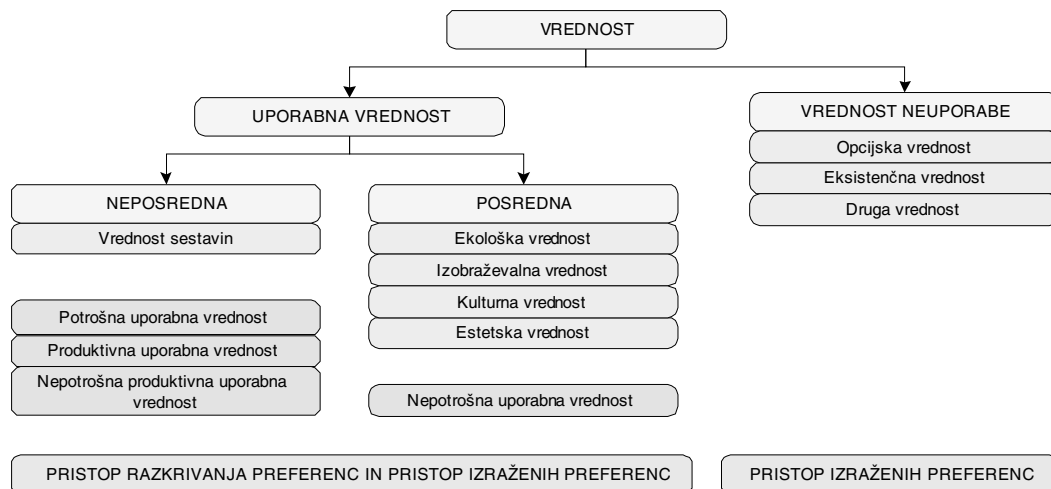 VREDNOST
UPORABNA VREDNOST
VREDNOST NEUPORABE
Opcijska vrednost
Eksistenčna vrednost
Druga vrednost
NEPOSREDNA
Vrednost sestavin
Potrošna uporabna vrednost
Produktivna uporabna vrednost
Nepotrošna produktivna uporabna
vrednost
POSREDNA
Ekološka vrednost
Izobraževalna vrednost
Kulturna vrednost
Estetska vrednost
Nepotrošna uporabna vrednost
PRISTOP RAZKRIVANJA PREFERENC IN PRISTOP IZRAŽENIH PREFERENC
PRISTOP IZRAŽENIH PREFERENC